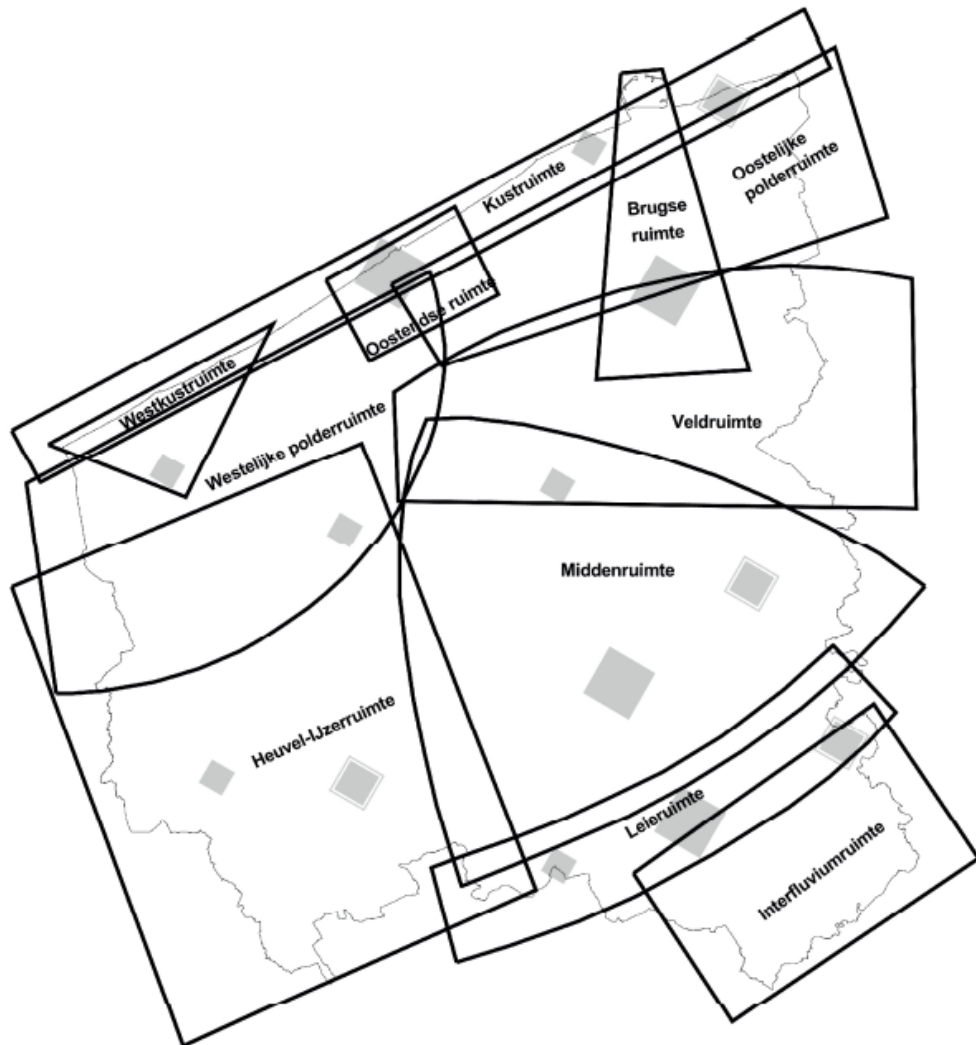 Kustruimte
Oostelijke
polderruimte
Brugse
ruimte
Oostendse ruimte
Westkustruimte
Westelijke polderruimte
Veldruimte
Middenruimte
Heuvel-IJzerruimte
Leieruimte
Interfluviumruimte